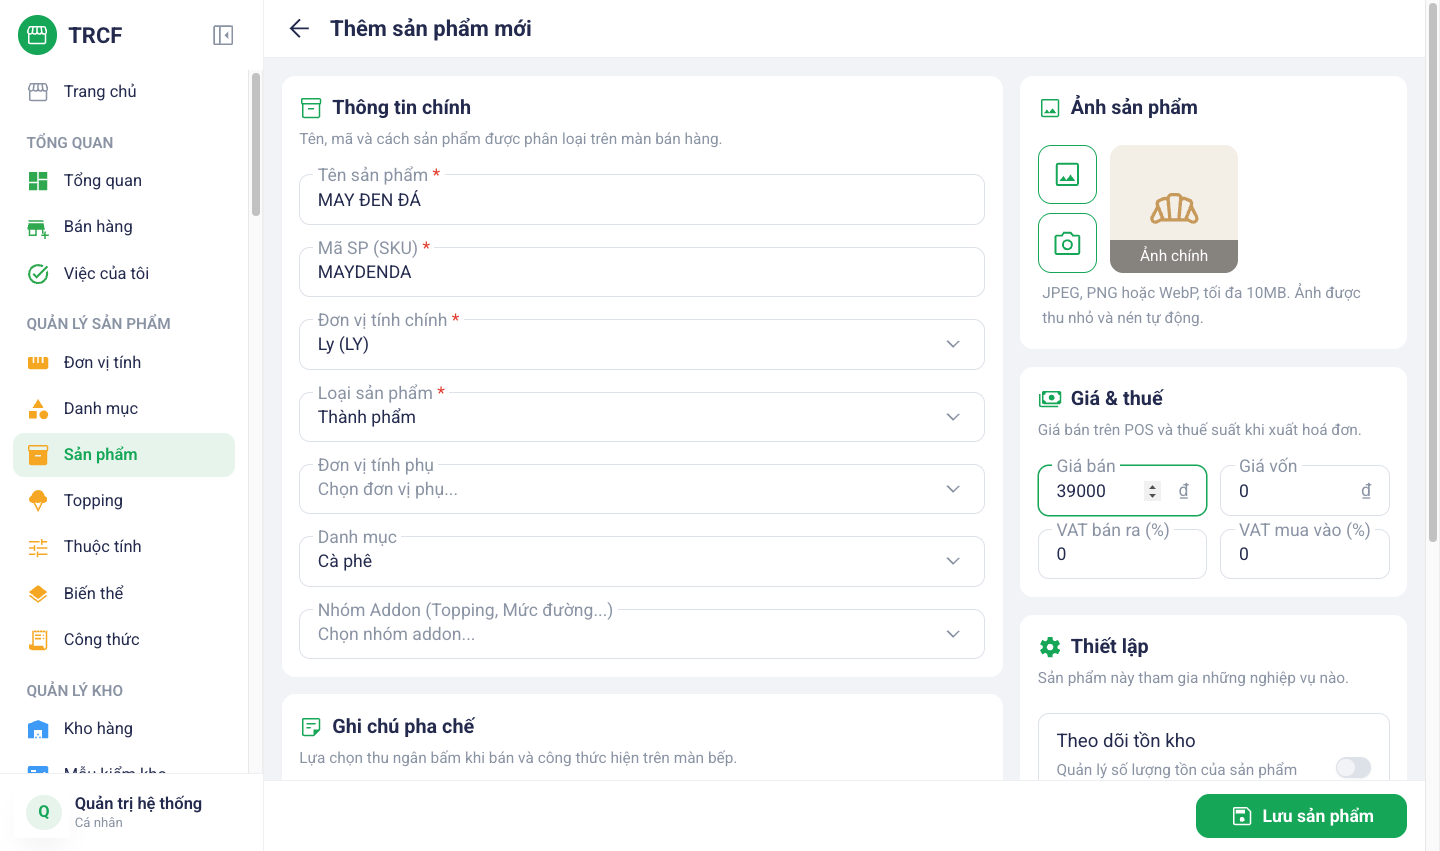 TRCF
Trang chủ
TỔNG QUAN
Tổng quan
Bán hàng
Việc của tôi
QUẢN LÝ SẢN PHẨM
Đơn vị tính
Danh mục
Sản phẩm
Topping
Thuộc tính
Biến thể
Công thức
QUẢN LÝ KHO
Kho hàng
Mẫu kiểm kho
Q
Quản trị hệ thống
Cá nhân
Thêm sản phẩm mới
Thông tin chính
Tên, mã và cách sản phẩm được phân loại trên màn bán hàng.
Tên sản phẩm *
MAY ĐEN ĐÁ
Mã SP (SKU) *
MAYDENDA
Đơn vị tính chính *
Ly (LY)
Loại sản phẩm *
Thành phẩm
Đơn vị tính phụ
Chọn đơn vị phụ...
Danh mục
Cà phê
Nhóm Addon (Topping, Mức đường...)
Chọn nhóm addon...
Ghi chú pha chế
Lựa chọn thu ngân bấm khi bán và công thức hiện trên màn bếp.
Ảnh sản phẩm
Ảnh chính
JPEG, PNG hoặc WebP, tối đa 10MB. Ảnh được
thu nhỏ và nén tự động.
Giá & thuế
Giá bán trên POS và thuế suất khi xuất hoá đơn.
Giá bán
39000 ₫
Giá vốn
0 ₫
VAT bán ra (%)
0
VAT mua vào (%)
0
Thiết lập
Sản phẩm này tham gia những nghiệp vụ nào.
Theo dõi tồn kho
Quản lý số lượng tồn của sản phẩm
Lưu sản phẩm